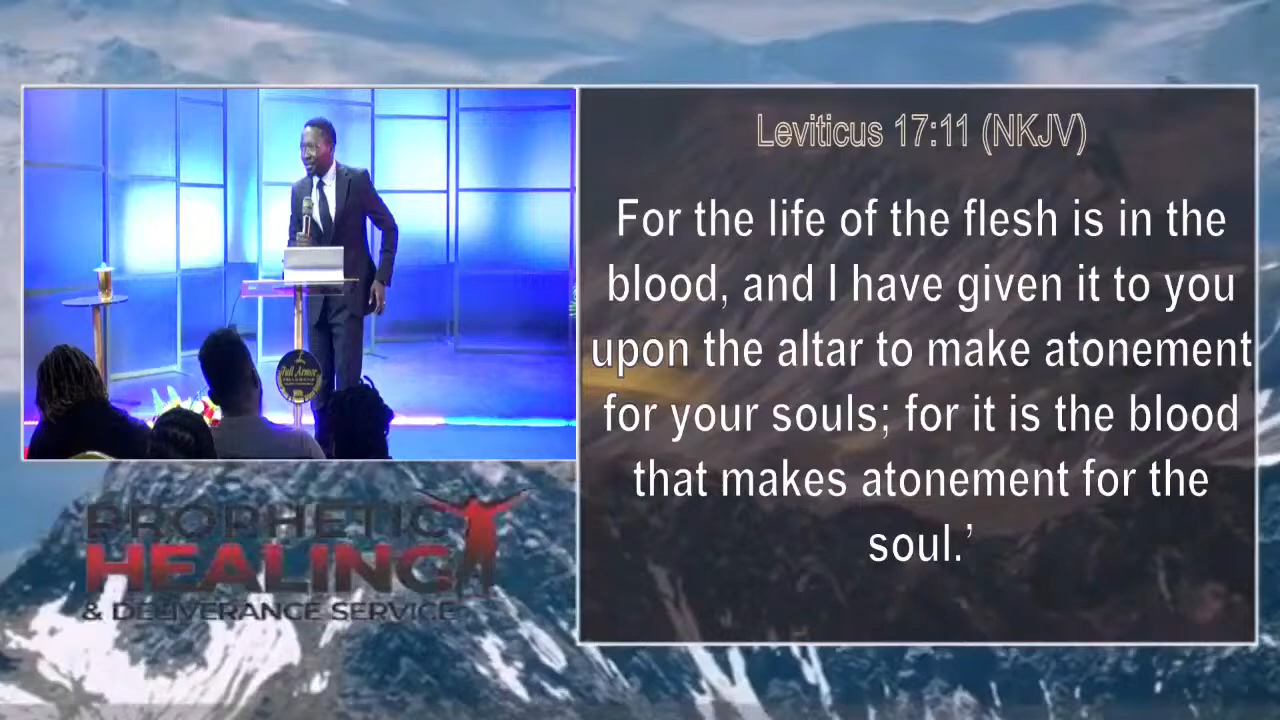 Leviticus 17:11 (NKJV)
For the life of the flesh is in the
blood, and I have given it to you
upon the altar to make atonement
for your souls; for it is the blood
that makes atonement for the
soul.’
Full Armor
PROPHETIC
HEALING
& DELIVERANCE SERVICE